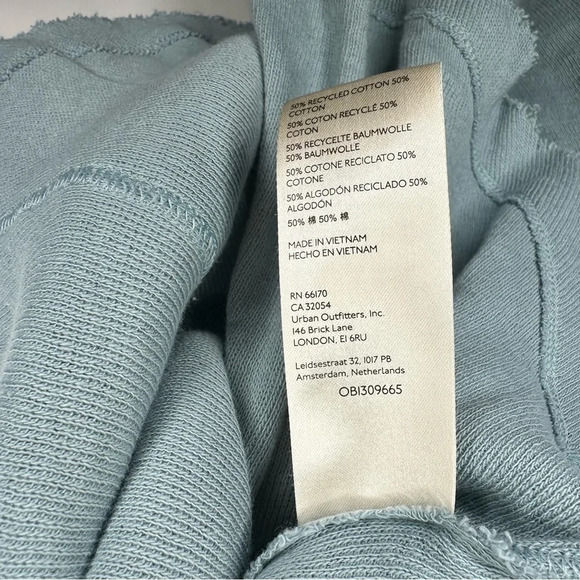 50% RECYCLED COTTON 50%
COTTON
50% COTON RECYCLÉ 50%
COTON
50% RECYCELTE BAUMWOLLE
50% BAUMWOLLE
50% COTONE RICICLATO 50%
COTONE
50% ALGODÓN RECICLADO 50%
ALGODÓN
50% 棉 50% 棉
MADE IN VIETNAM
HECHO EN VIETNAM
RN 66170
CA 32054
Urban Outfitters, Inc.
146 Brick Lane
LONDON, E1 6RU
Leidsestraat 32, 1017 PB
Amsterdam, Netherlands
OB1309665